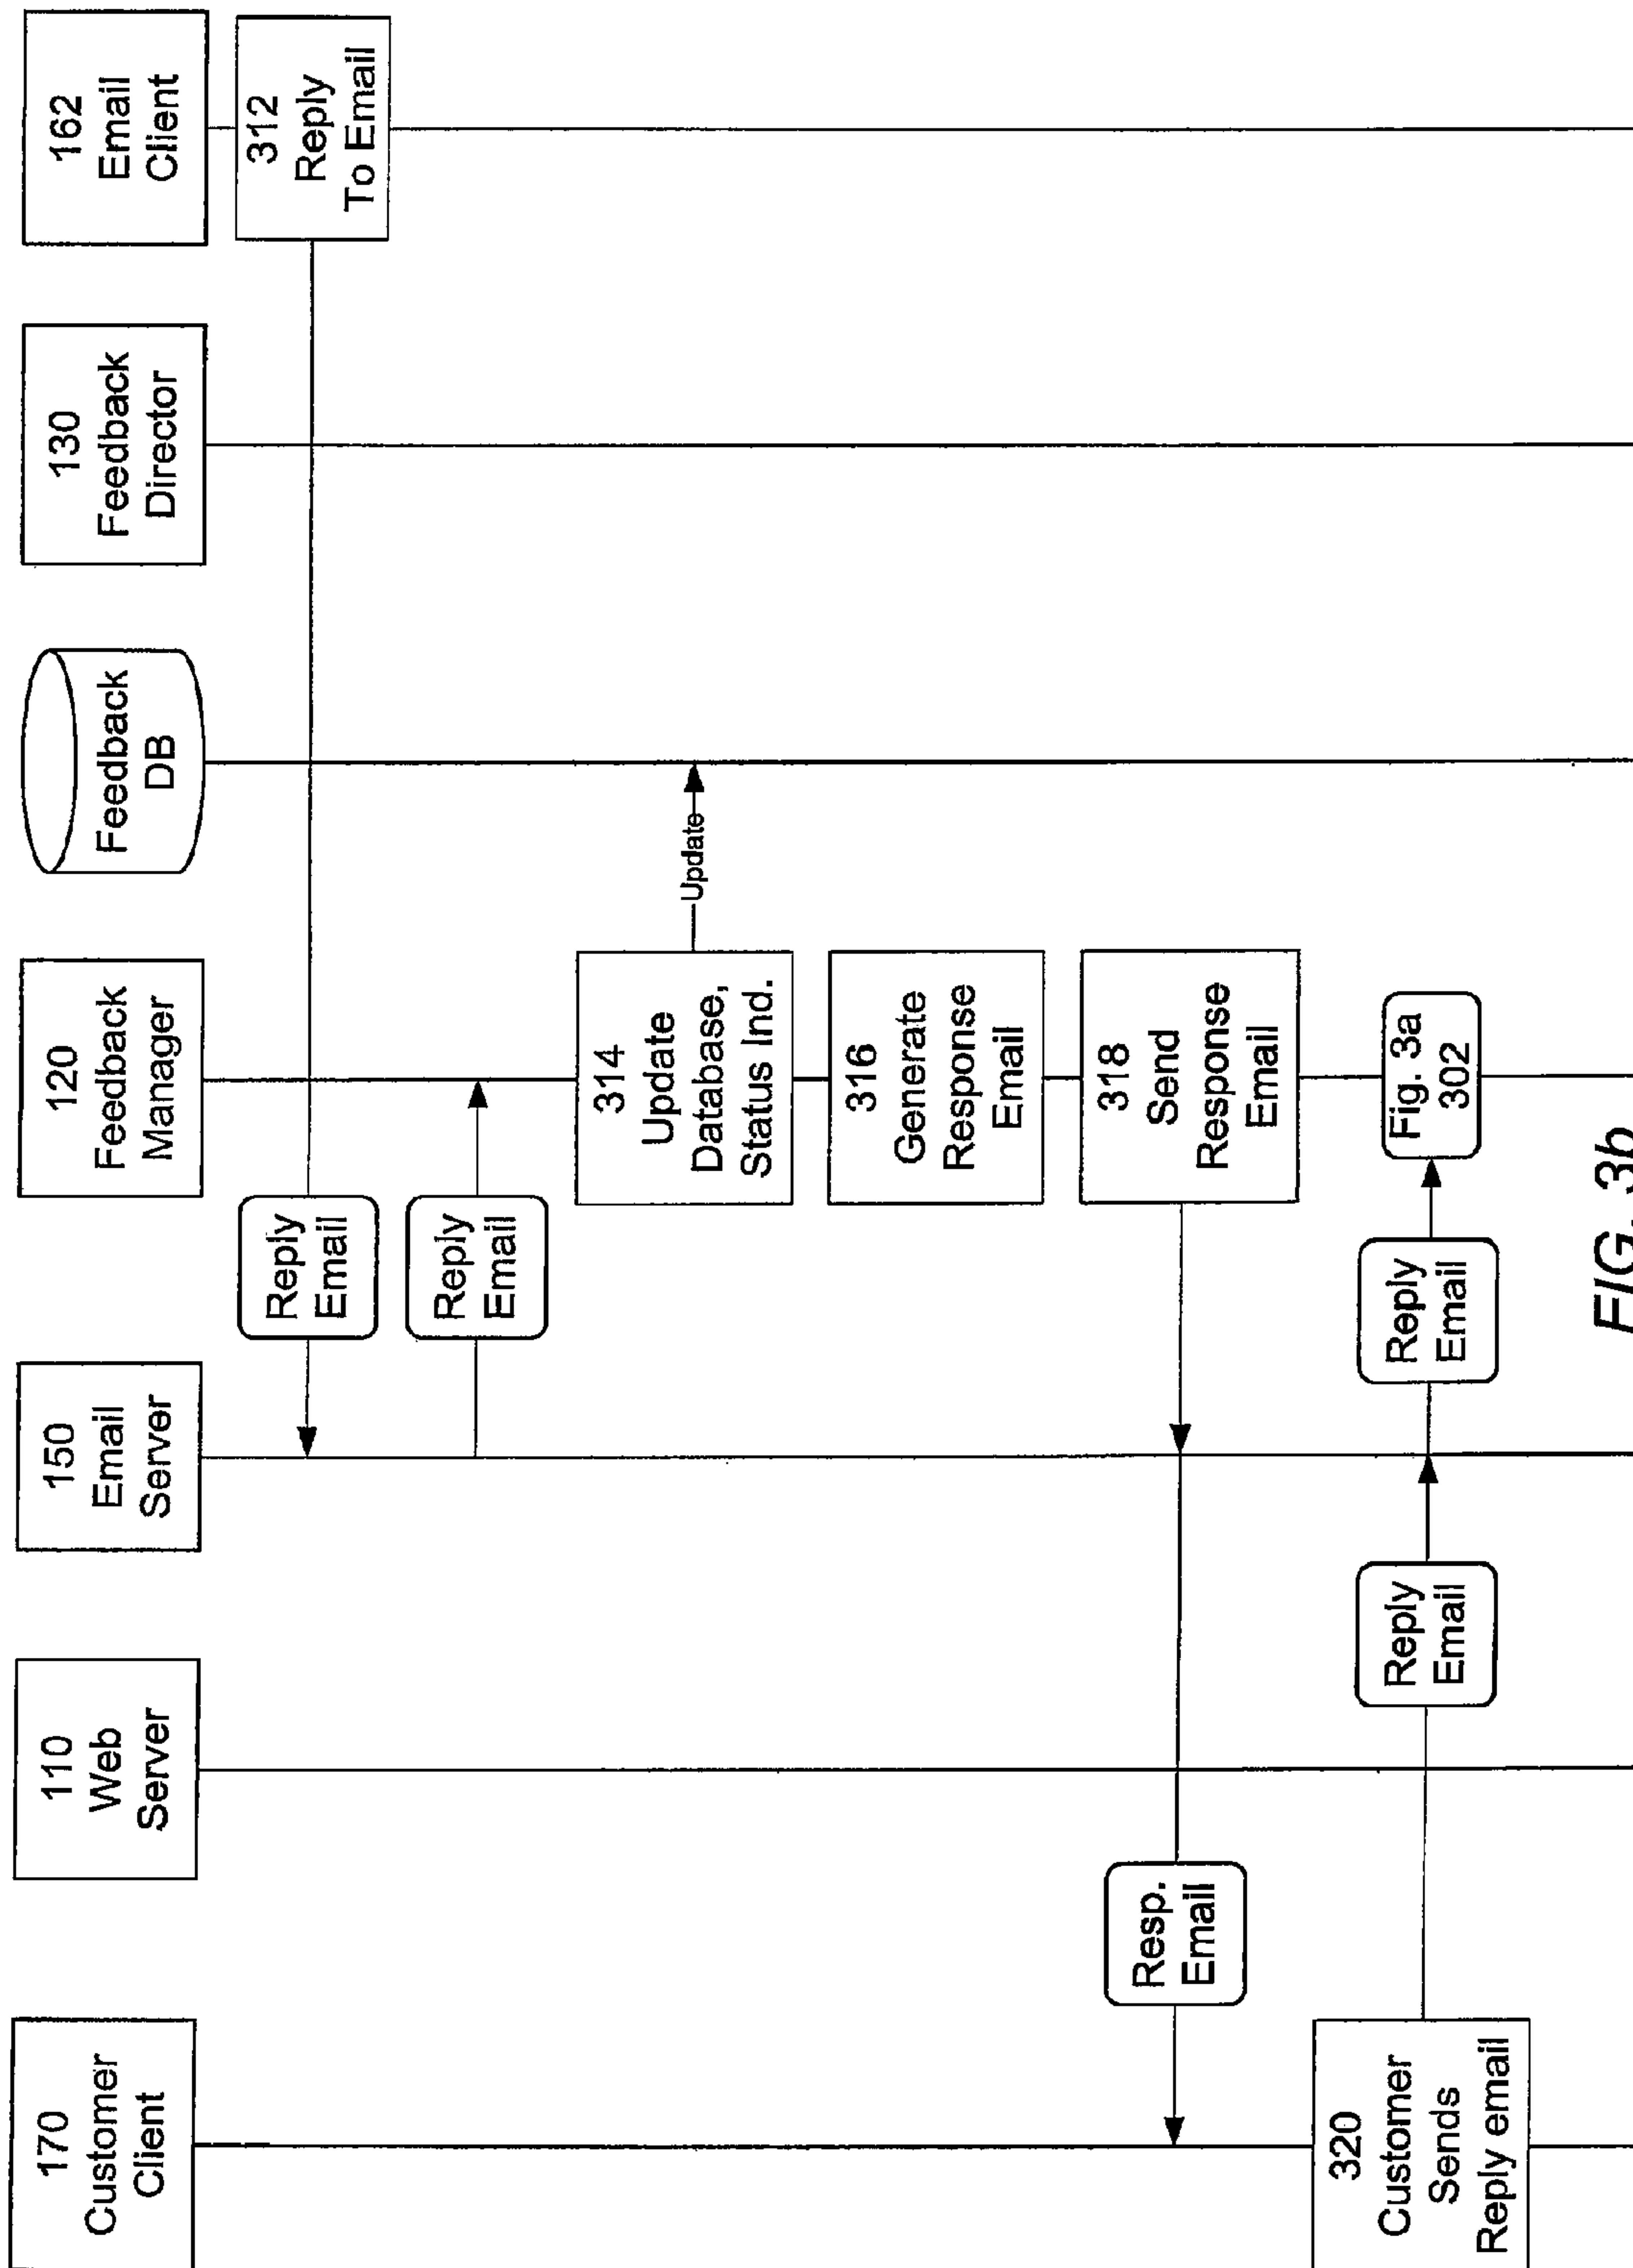 170
Customer
Client
110
Web
Server
150
Email
Server
120
Feedback
Manager
Feedback
DB
130
Feedback
Director
162
Email
Client
312
Reply
To Email
Reply
Email
Reply
Email
314
Update
Database,
Status Ind.
Update
316
Generate
Response
Email
318
Send
Response
Email
Resp.
Email
320
Customer
Sends
Reply email
Reply
Email
Reply
Email
Fig. 3a
302
FIG. 3b